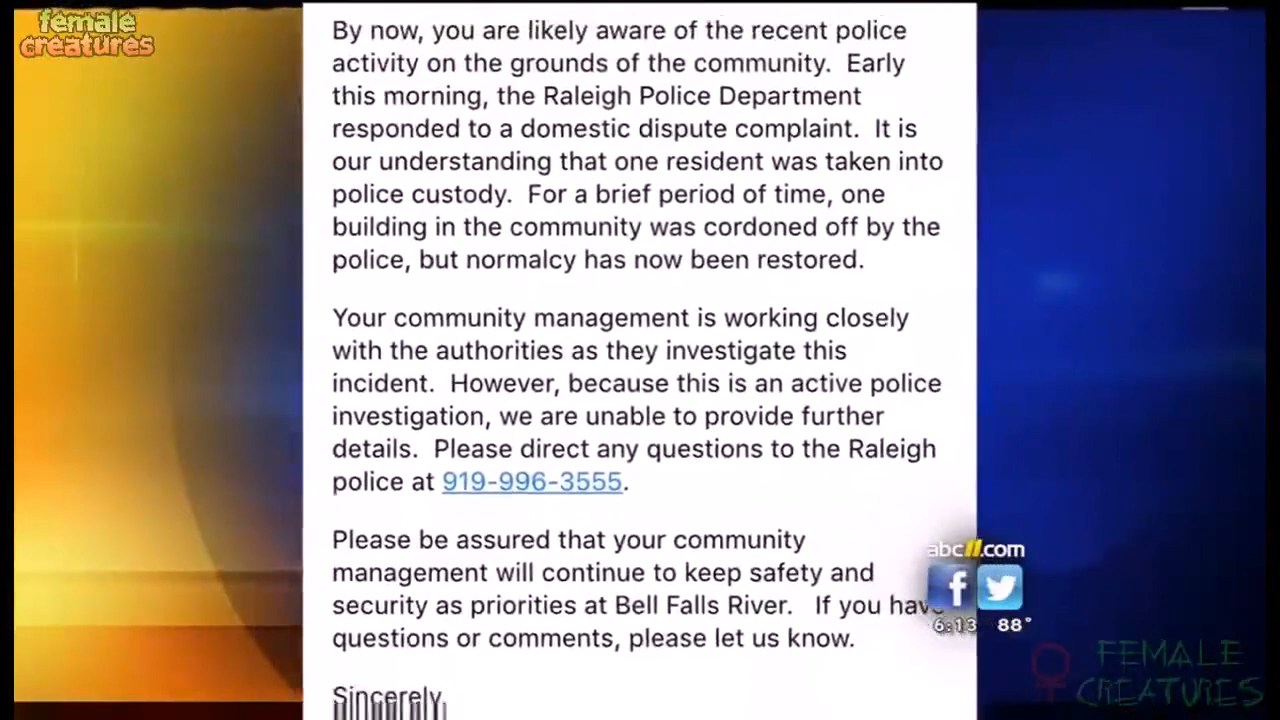 female
creatures
By now, you are likely aware of the recent police
activity on the grounds of the community. Early
this morning, the Raleigh Police Department
responded to a domestic dispute complaint. It is
our understanding that one resident was taken into
police custody. For a brief period of time, one
building in the community was cordoned off by the
police, but normalcy has now been restored.
Your community management is working closely
with the authorities as they investigate this
incident. However, because this is an active police
investigation, we are unable to provide further
details. Please direct any questions to the Raleigh
police at 919-996-3555.
Please be assured that your community
management will continue to keep safety and
security as priorities at Bell Falls River. If you have
questions or comments, please let us know.
Sincerely,
abc11.com
f
6:13 88°
FEMALE
CREATURES